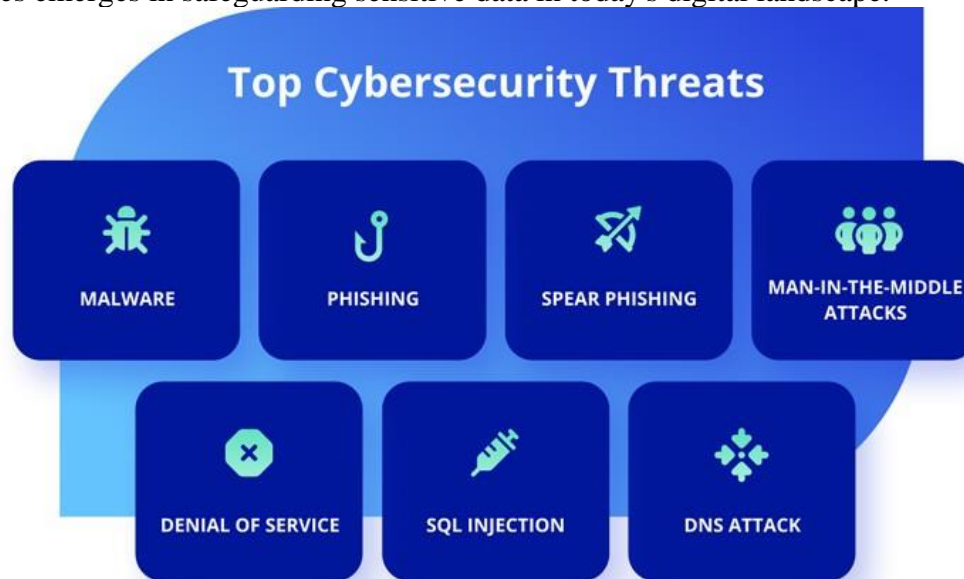 es emerges in safeguarding sensitive data in today's digital landscape.
Top Cybersecurity Threats
MALWARE
PHISHING
SPEAR PHISHING
MAN-IN-THE-MIDDLE
ATTACKS
DENIAL OF SERVICE
SQL INJECTION
DNS ATTACK